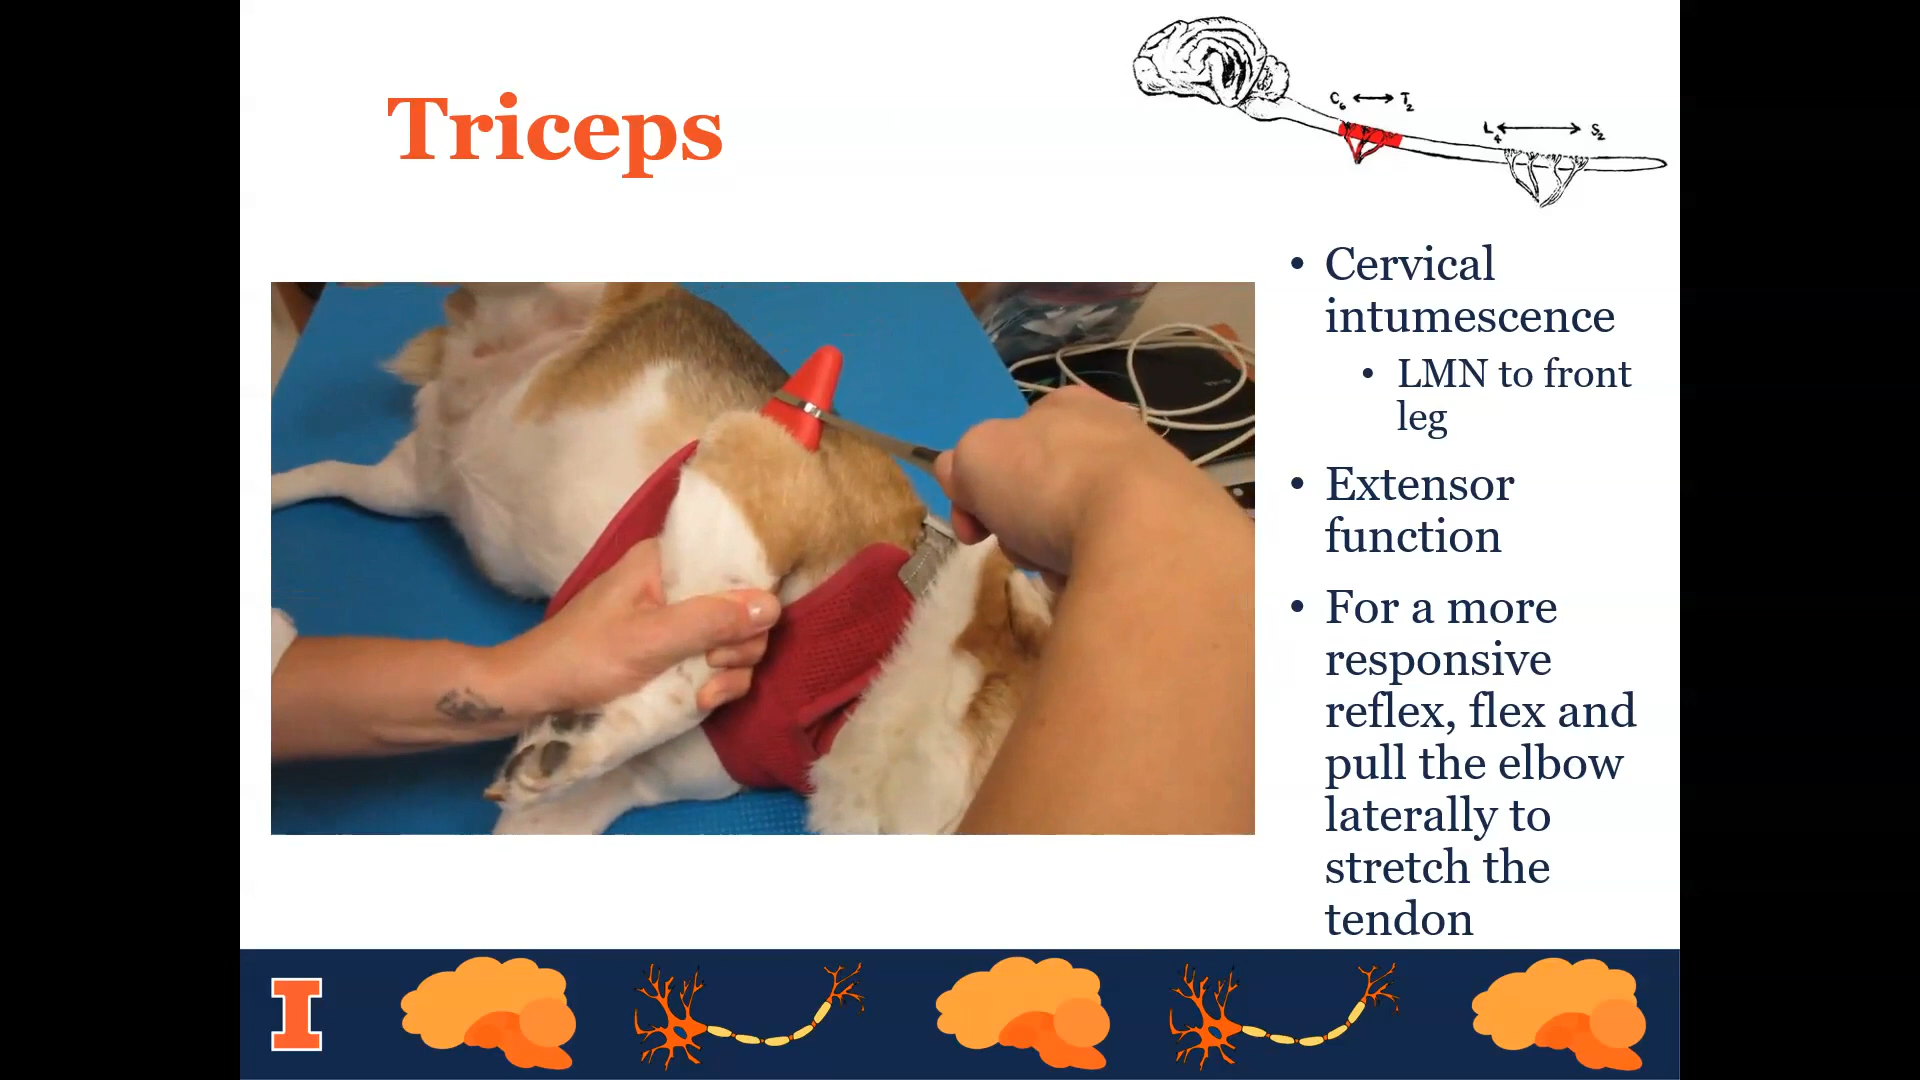 Triceps
C6 ↔ T2
L4 ↔ S2
• Cervical
intumescence
• LMN to front
leg
• Extensor
function
• For a more
responsive
reflex, flex and
pull the elbow
laterally to
stretch the
tendon
I